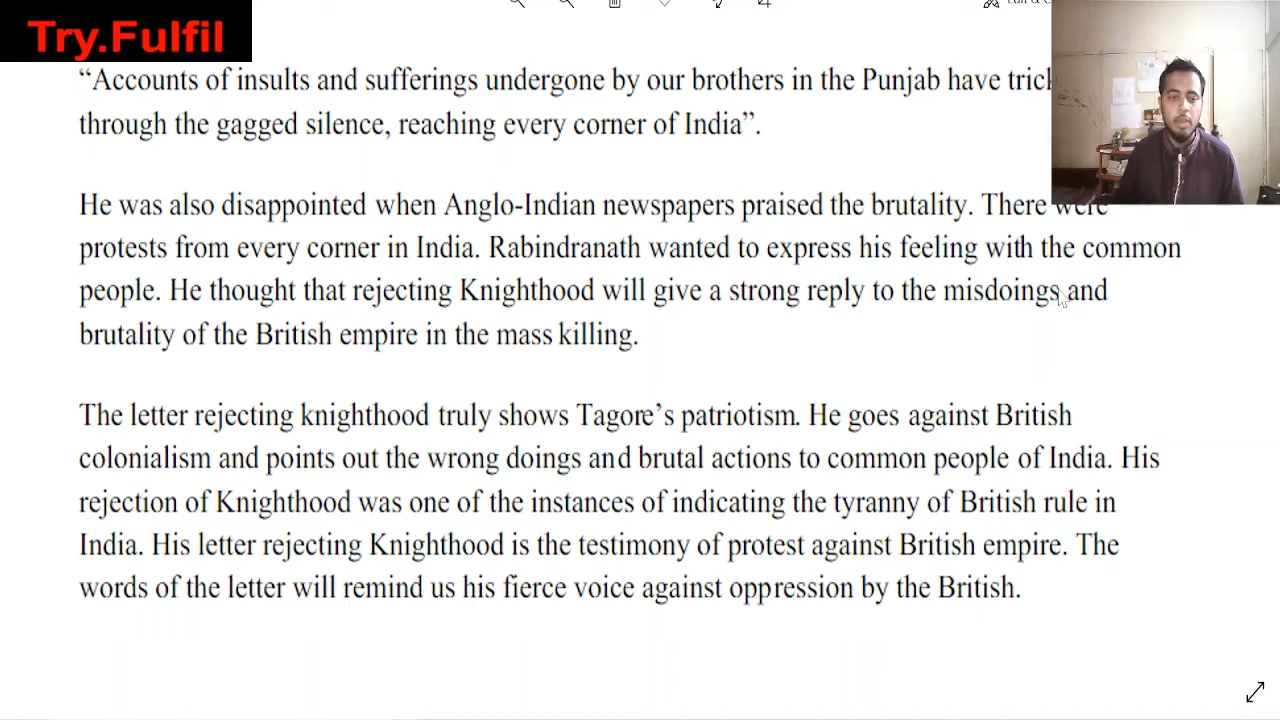 Try.Fulfil
“Accounts of insults and sufferings undergone by our brothers in the Punjab have
through the gagged silence, reaching every corner of India”.
He was also disappointed when Anglo-Indian newspapers praised the brutality. There were
protests from every corner in India. Rabindranath wanted to express his feeling with the common
people. He thought that rejecting Knighthood will give a strong reply to the misdoings and
brutality of the British empire in the mass killing.
The letter rejecting knighthood truly shows Tagore’s patriotism. He goes against British
colonialism and points out the wrong doings and brutal actions to common people of India. His
rejection of Knighthood was one of the instances of indicating the tyranny of British rule in
India. His letter rejecting Knighthood is the testimony of protest against British empire. The
words of the letter will remind us his fierce voice against oppression by the British.